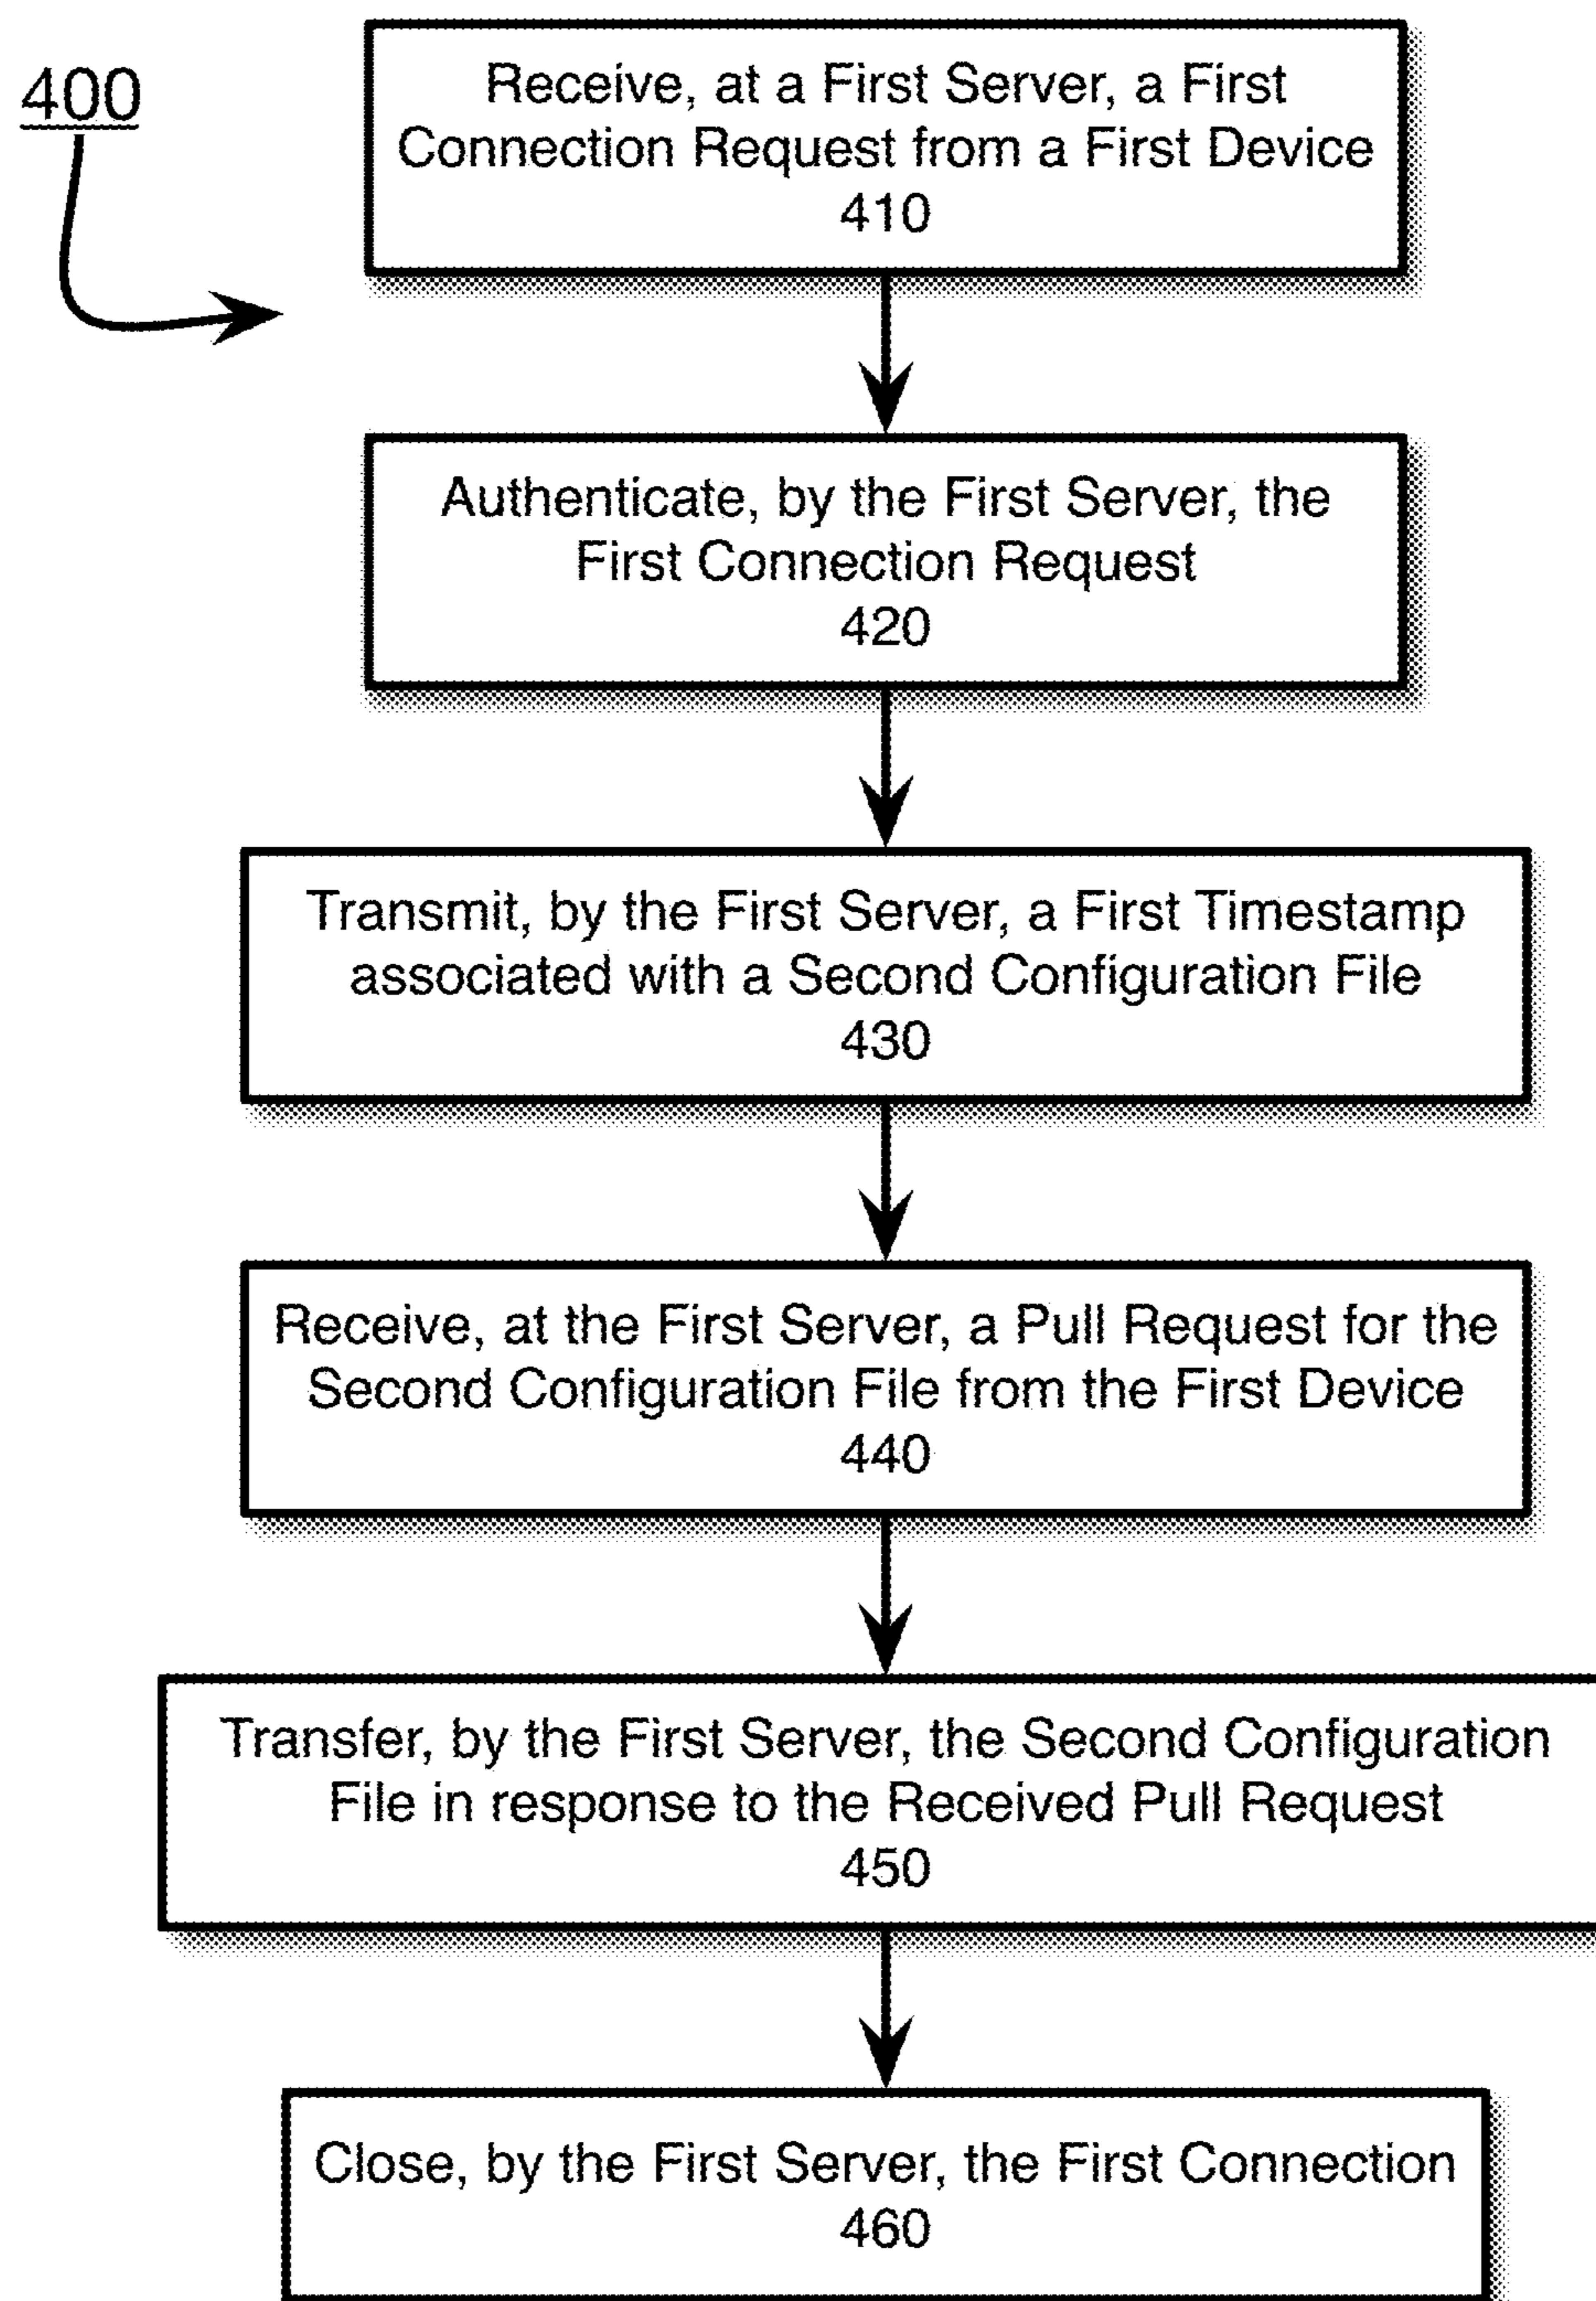 400
Receive, at a First Server, a First
Connection Request from a First Device
410
Authenticate, by the First Server, the
First Connection Request
420
Transmit, by the First Server, a First Timestamp
associated with a Second Configuration File
430
Receive, at the First Server, a Pull Request for the
Second Configuration File from the First Device
440
Transfer, by the First Server, the Second Configuration
File in response to the Received Pull Request
450
Close, by the First Server, the First Connection
460